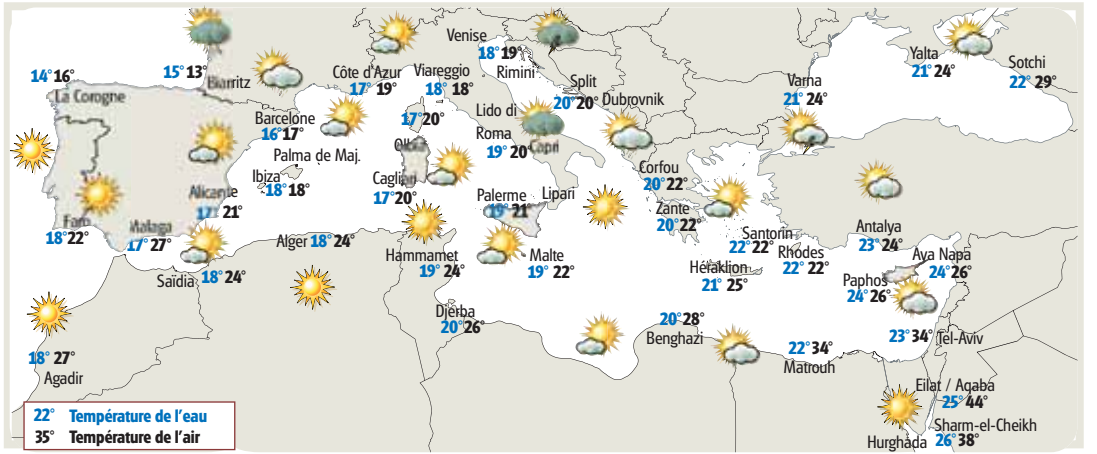 14° 16°
La Corogne
15° 13°
Biarritz
Côte d'Azur
17° 19°
Viareggio
18° 18°
Venise
18° 19°
Rimini
Split
20° 20°
Dubrovnik
Varna
21° 24°
Yalta
21° 24°
Sotchi
22° 29°
Barcelone
16° 17°
Palma de Maj.
Ibiza
18° 18°
17° 20°
Olbia
Lido di
Roma
19° 20°
Capri
Cagliari
17° 20°
Palerme
19° 21°
Lipari
Corfou
20° 22°
Zante
20° 22°
Alicante
17° 21°
Faro
18° 22°
Malaga
17° 27°
Saïdia
18° 24°
Alger 18° 24°
Hammamet
19° 24°
Malte
19° 22°
Santorin
22° 22°
Rhodes
22° 22°
Héraklion
21° 25°
Antalya
23° 24°
Aya Napa
24° 26°
Paphos
24° 26°
Djerba
20° 26°
20° 28°
Benghazi
22° 34°
Matrouh
23° 34°
Tel-Aviv
18° 27°
Agadir
Eilat / Aqaba
25° 44°
Sharm-el-Cheikh
Hurghada 26° 38°
22° Température de l'eau
35° Température de l'air